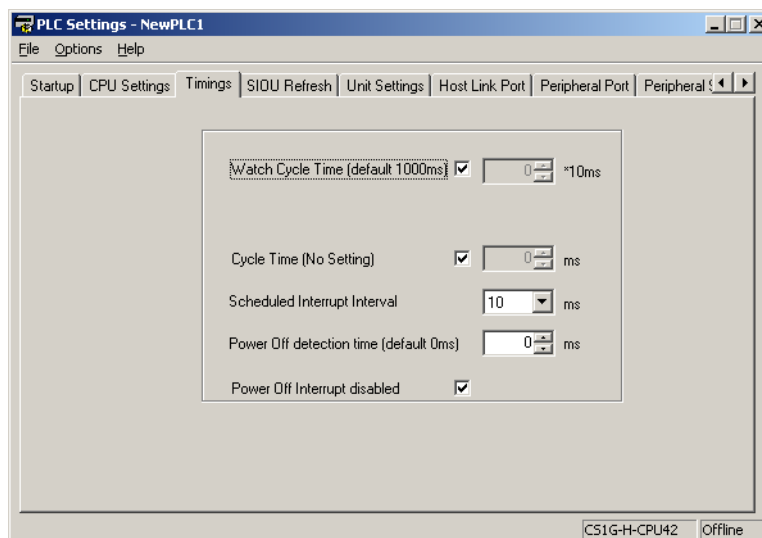 PLC Settings - NewPLC1
File Options Help
Startup CPU Settings Timings SIOU Refresh Unit Settings Host Link Port Peripheral Port Peripheral
Watch Cycle Time (default 1000ms) 0 *10ms
Cycle Time (No Setting) 0 ms
Scheduled Interrupt Interval 10 ms
Power Off detection time (default 0ms) 0 ms
Power Off Interrupt disabled
CS1G-H-CPU42 Offline